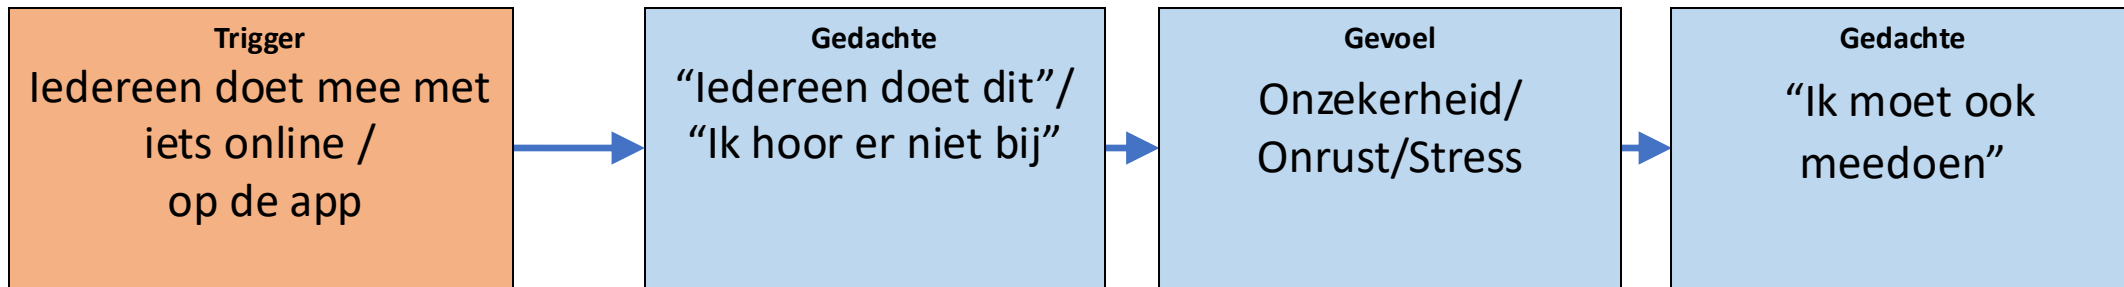 Trigger
Iedereen doet mee met
iets online /
op de app
Gedachte
“Iedereen doet dit”/
“Ik hoor er niet bij”
Gevoel
Onzekerheid/
Onrust/Stress
Gedachte
“Ik moet ook
meedoen”